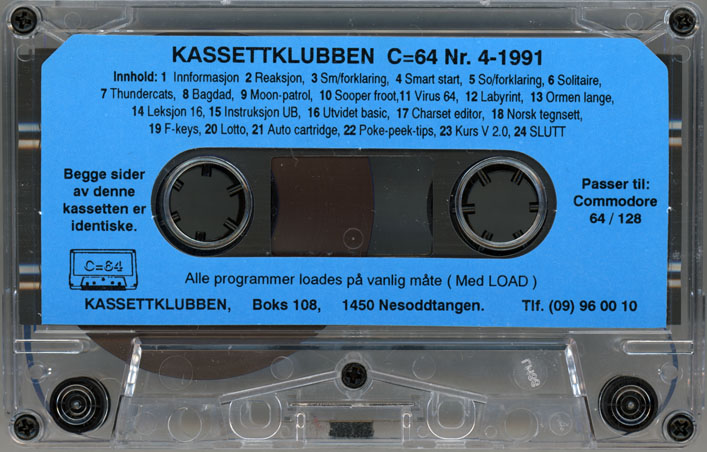 KASSETTKLUBBEN C=64 Nr. 4-1991
Innhold: 1 Innformasjon 2 Reaksjon, 3 Sm/forklaring, 4 Smart start, 5 So/forklaring, 6 Solitaire,
7 Thundercats, 8 Bagdad, 9 Moon-patrol, 10 Sooper froot,11 Virus 64, 12 Labyrint, 13 Ormen lange,
14 Leksjon 16, 15 Instruksjon UB, 16 Utvidet basic, 17 Charset editor, 18 Norsk tegnsett,
19 F-keys, 20 Lotto, 21 Auto cartridge, 22 Poke-peek-tips, 23 Kurs V 2.0, 24 SLUTT
Begge sider
av denne
kassetten er
identiske.
Passer til:
Commodore
64 / 128
C=64
Alle programmer loades på vanlig måte ( Med LOAD )
KASSETTKLUBBEN, Boks 108, 1450 Nesoddtangen. Tlf. (09) 96 00 10